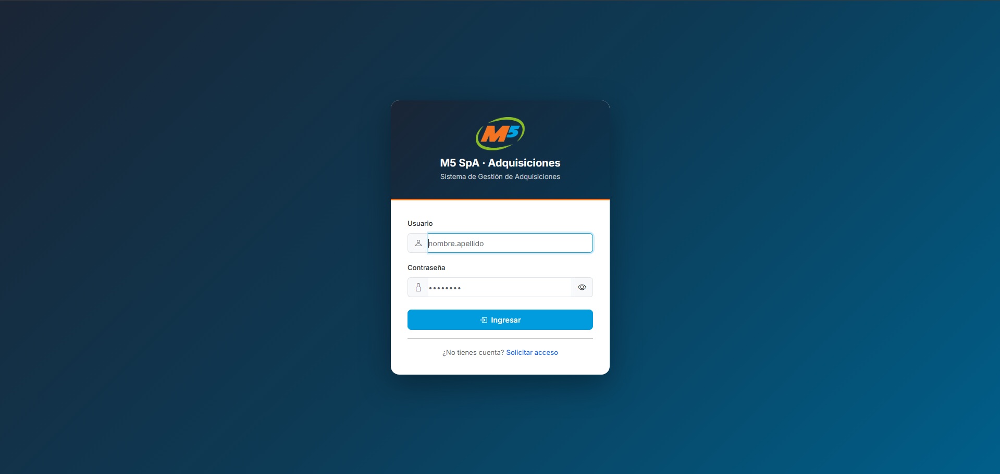 M5
M5 SpA · Adquisiciones
Sistema de Gestión de Adquisiciones
Usuario
nombre.apellido
Contraseña
••••••••
Ingresar
¿No tienes cuenta? Solicitar acceso